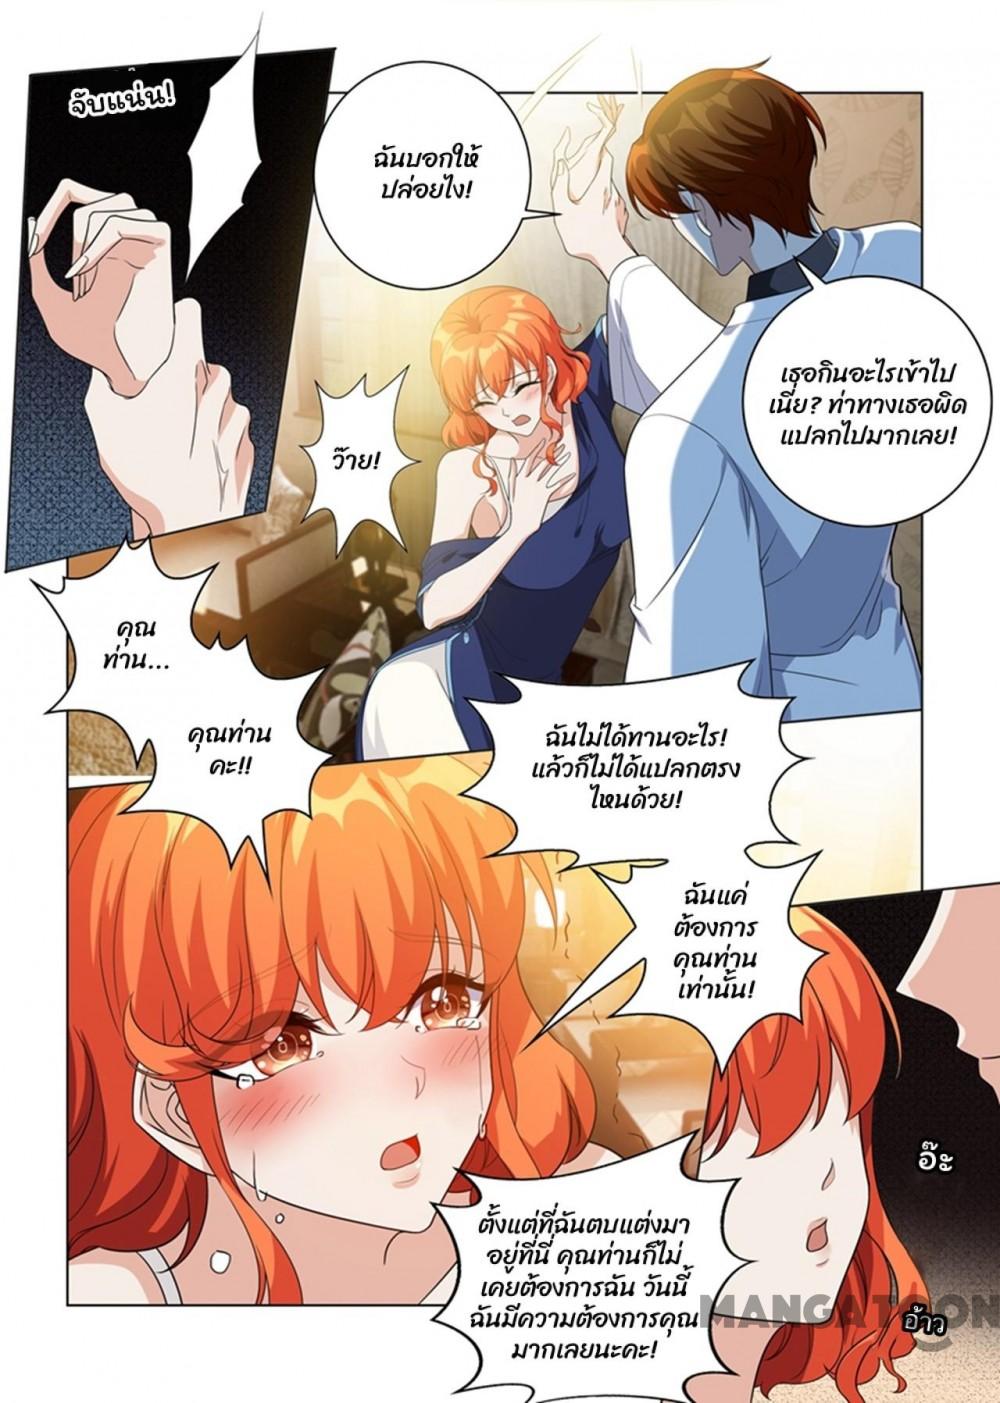 จับแน่น!
ฉันบอกให้
ปล่อยไง!
เธอกินอะไรเข้าไป
เนี่ย? ท่าทางเธอผิด
แปลกไปมากเลย!
ว๊าย!
คุณ
ท่าน...
คุณท่าน
คะ!!
ฉันไม่ได้ทานอะไร!
แล้วก็ไม่ได้แปลกตรง
ไหนด้วย!
ฉันแค่
ต้องการ
คุณท่าน
เท่านั้น!
อ๊ะ
ตั้งแต่ที่ฉันตบแต่งมา
อยู่ที่นี่ คุณท่านก็ไม่
เคยต้องการฉัน วันนี้
ฉันมีความต้องการคุณ
มากเลยนะคะ!
MANGATOON
อ้าว